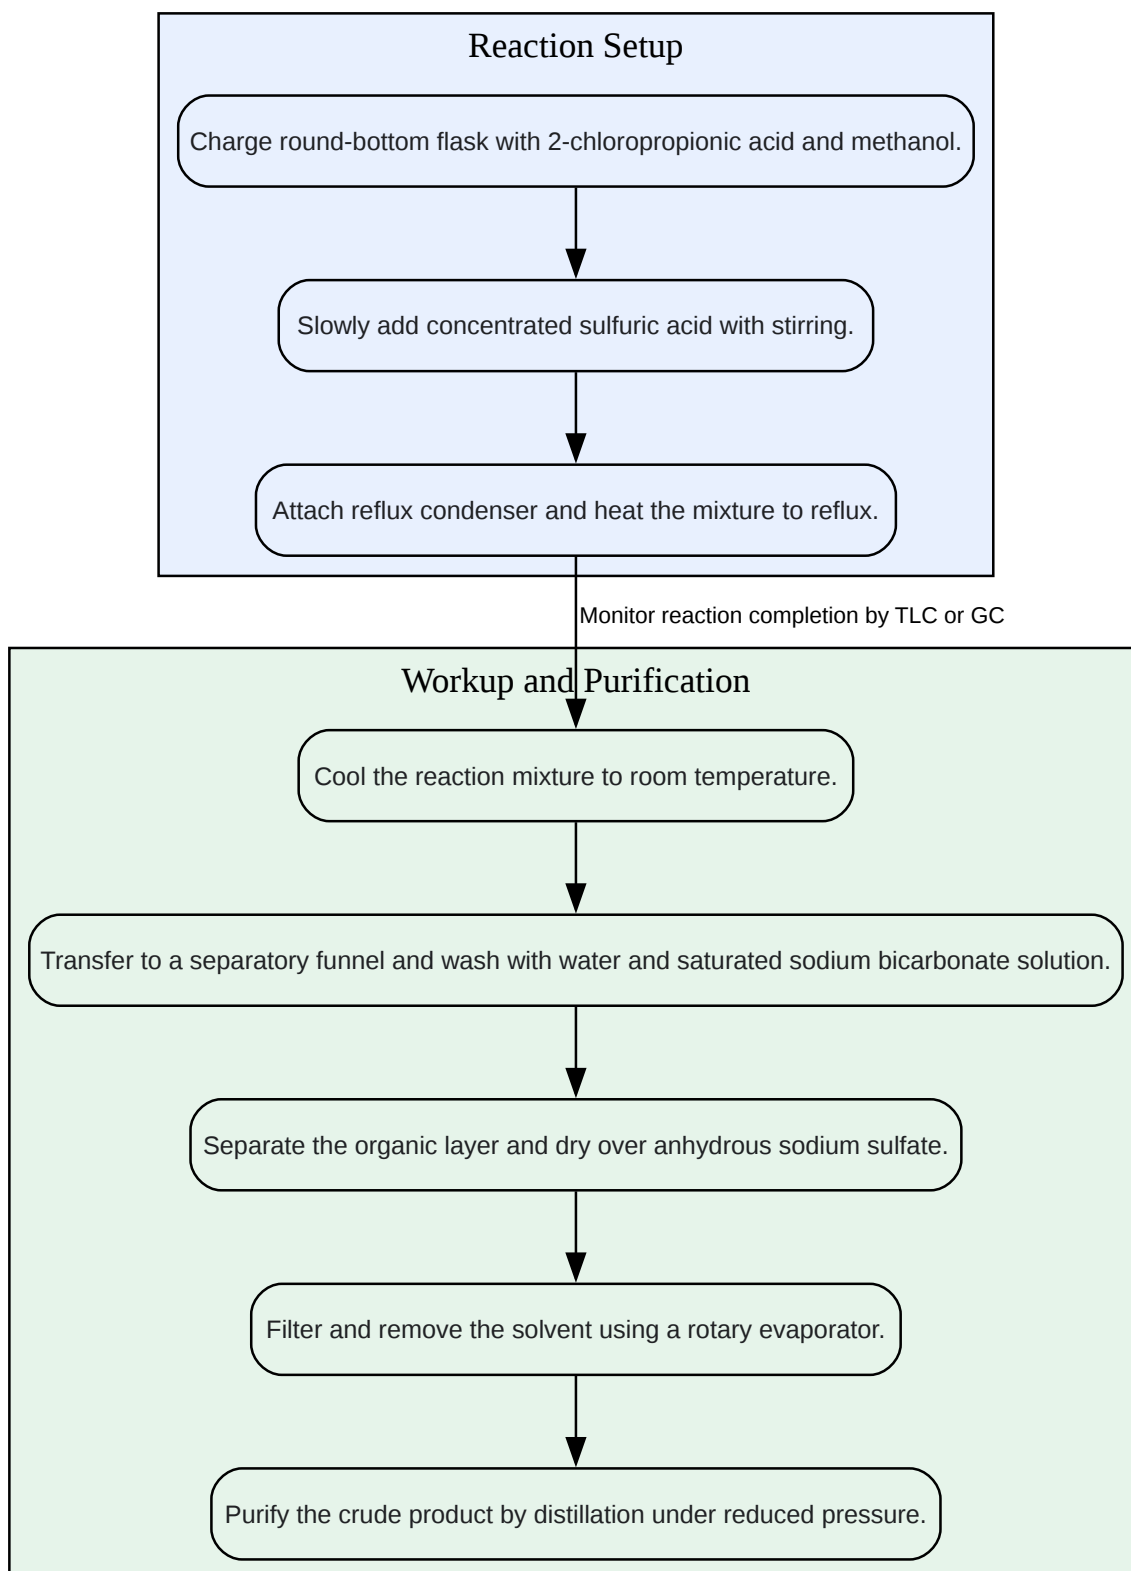 Reaction Setup
Charge round-bottom flask with 2-chloropropionic acid and methanol.
Slowly add concentrated sulfuric acid with stirring.
Attach reflux condenser and heat the mixture to reflux.
Monitor reaction completion by TLC or GC
Workup and Purification
Cool the reaction mixture to room temperature.
Transfer to a separatory funnel and wash with water and saturated sodium bicarbonate solution.
Separate the organic layer and dry over anhydrous sodium sulfate.
Filter and remove the solvent using a rotary evaporator.
Purify the crude product by distillation under reduced pressure.